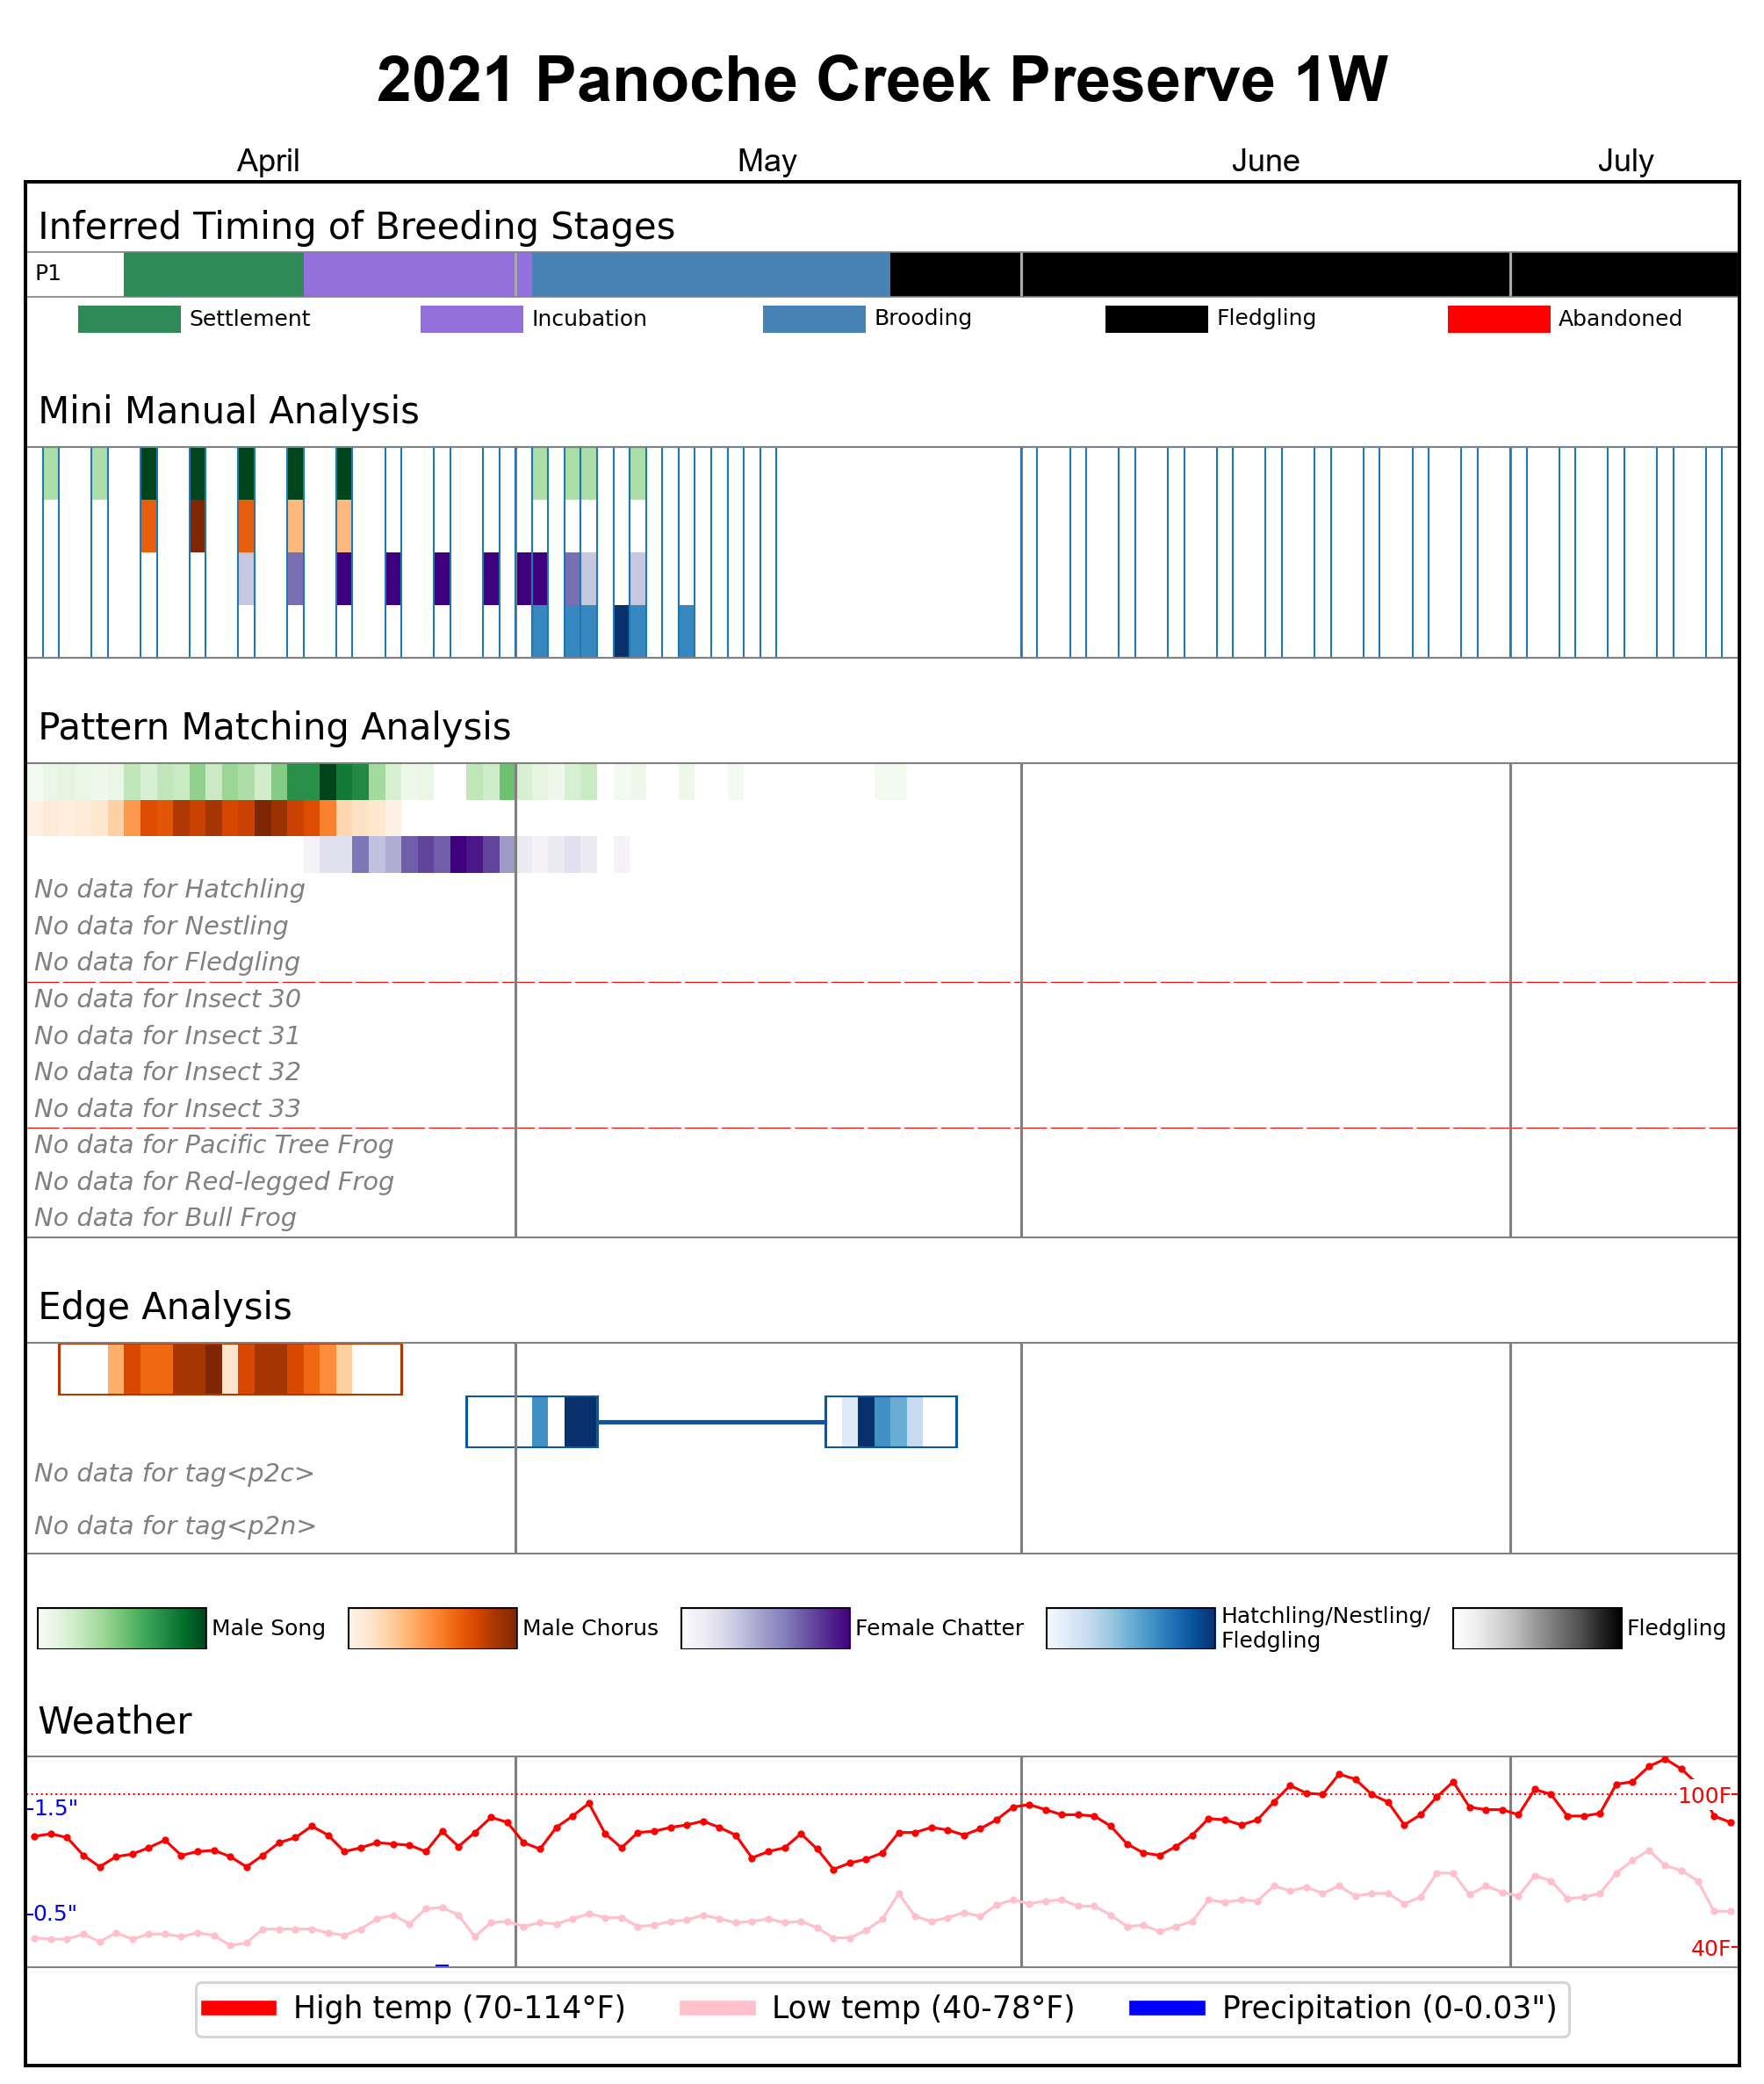 2021 Panoche Creek Preserve 1W
April May June July
Inferred Timing of Breeding Stages
P1
Settlement Incubation Brooding Fledgling Abandoned
Mini Manual Analysis
Pattern Matching Analysis
No data for Hatchling
No data for Nestling
No data for Fledgling
No data for Insect 30
No data for Insect 31
No data for Insect 32
No data for Insect 33
No data for Pacific Tree Frog
No data for Red-legged Frog
No data for Bull Frog
Edge Analysis
No data for tag<p2c>
No data for tag<p2n>
Male Song Male Chorus Female Chatter Hatchling/Nestling/
Fledgling Fledgling
Weather
100F
1.5"
0.5"
40F
High temp (70-114°F) Low temp (40-78°F) Precipitation (0-0.03")